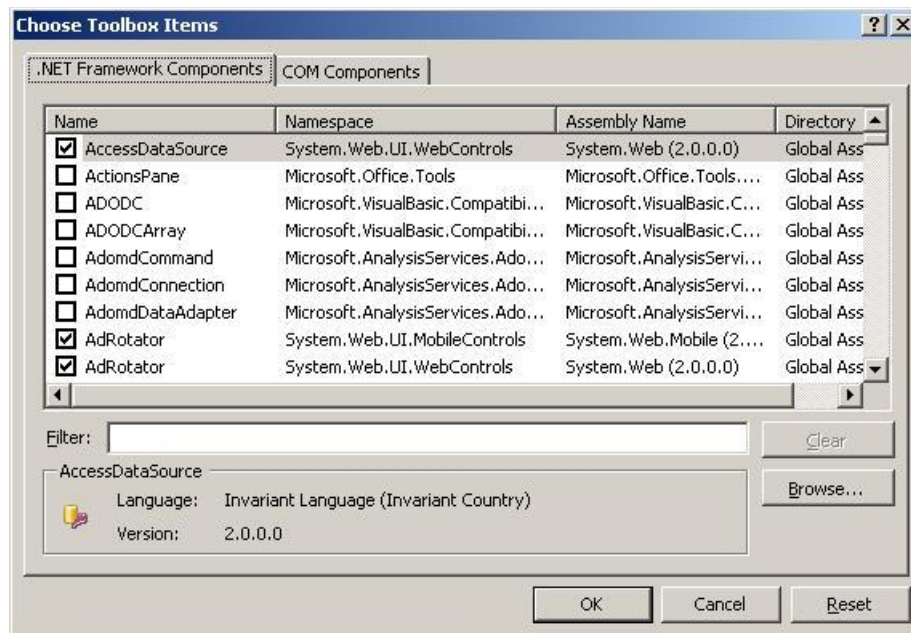 Choose Toolbox Items
.NET Framework Components COM Components
Name Namespace Assembly Name Directory
AccessDataSource System.Web.UI.WebControls System.Web (2.0.0.0) Global Ass
ActionsPane Microsoft.Office.Tools Microsoft.Office.Tools.... Global Ass
ADODC Microsoft.VisualBasic.Compatibi... Microsoft.VisualBasic.C... Global Ass
ADODCArray Microsoft.VisualBasic.Compatibi... Microsoft.VisualBasic.C... Global Ass
AdomdCommand Microsoft.AnalysisServices.Ado... Microsoft.AnalysisServi... Global Ass
AdomdConnection Microsoft.AnalysisServices.Ado... Microsoft.AnalysisServi... Global Ass
AdomdDataAdapter Microsoft.AnalysisServices.Ado... Microsoft.AnalysisServi... Global Ass
AdRotator System.Web.UI.MobileControls System.Web.Mobile (2.... Global Ass
AdRotator System.Web.UI.WebControls System.Web (2.0.0.0) Global Ass
Filter: Clear
AccessDataSource
Browse...
Language: Invariant Language (Invariant Country)
Version: 2.0.0.0
OK Cancel Reset